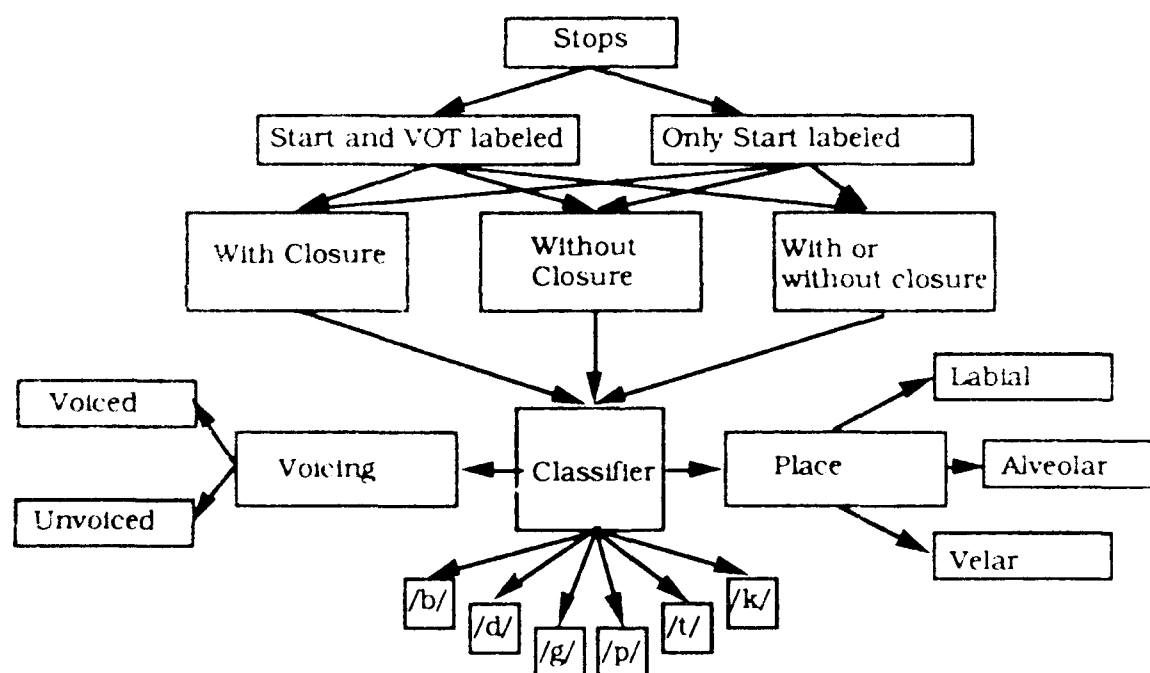 Stops
Start and VOT labeled
Only Start labeled
With Closure
Without
Closure
With or
without closure
Voiced
Unvoiced
Voicing
Classifier
Place
Labial
Alveolar
Velar
/b/
/d/
/g/
/p/
/t/
/k/